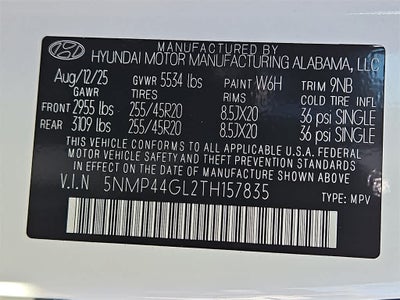 MANUFACTURED BY
HYUNDAI MOTOR MANUFACTURING ALABAMA, LLC
Aug/12/25 GVWR 5534 lbs PAINT W6H TRIM 9NB
GAWR TIRES RIMS COLD TIRE INFL
FRONT 2955 lbs 255/45R20 8.5JX20 36 psi SINGLE
REAR 3109 lbs 255/45R20 8.5JX20 36 psi SINGLE
THIS VEHICLE CONFORMS TO ALL APPLICABLE U.S.A. FEDERAL
MOTOR VEHICLE SAFETY, BUMPER, AND THEFT PREVENTION STANDARDS
IN EFFECT ON THE DATE OF MANUFACTURE SHOWN ABOVE.
V.I.N 5NMP44GL2TH157835
TYPE: MPV